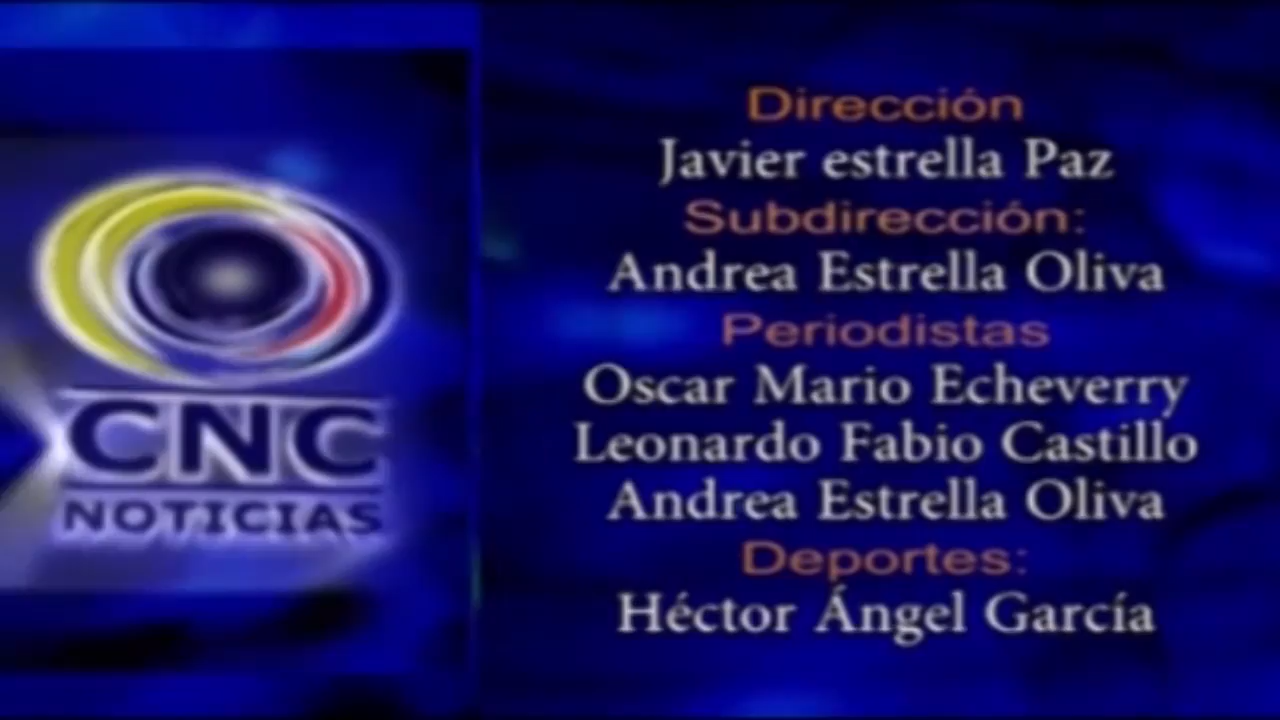 CNC
NOTICIAS
Dirección
Javier estrella Paz
Subdirección:
Andrea Estrella Oliva
Periodistas
Oscar Mario Echeverry
Leonardo Fabio Castillo
Andrea Estrella Oliva
Deportes:
Héctor Ángel García